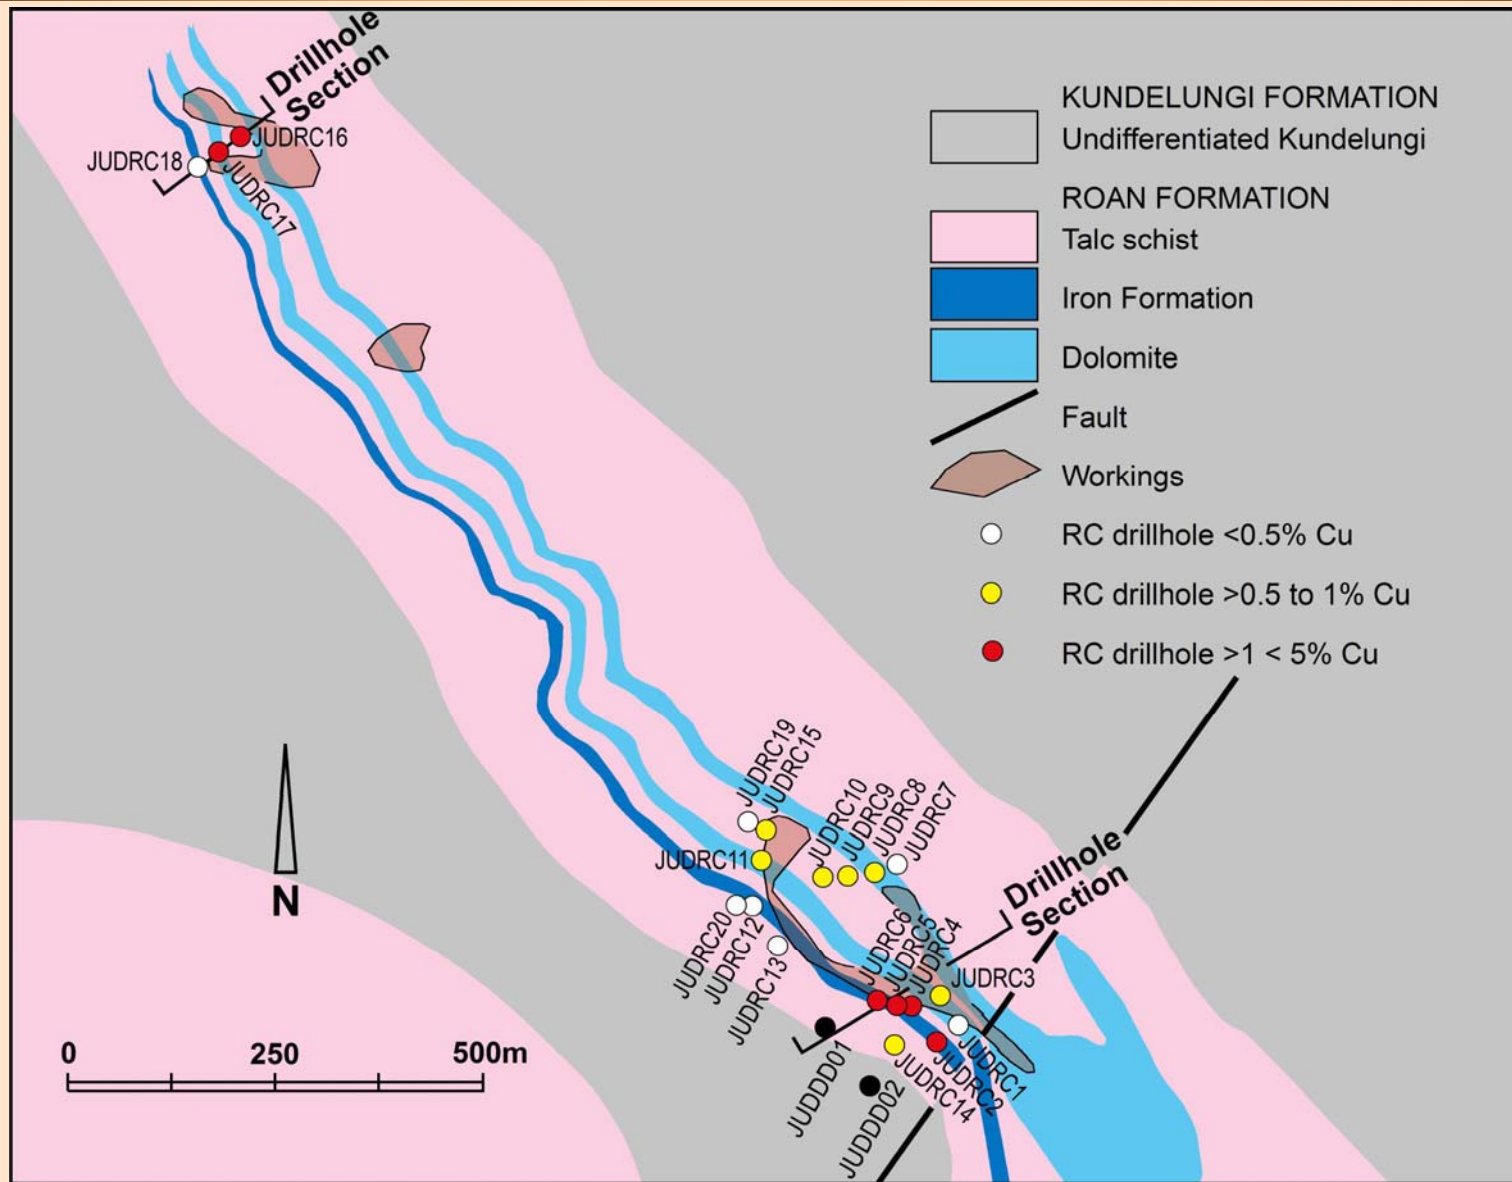 Drillhole
Section
JUDRC16
JUDRC18
JUDRC17
KUNDELUNGI FORMATION
Undifferentiated Kundelungi
ROAN FORMATION
Talc schist
Iron Formation
Dolomite
Fault
Workings
RC drillhole <0.5% Cu
RC drillhole >0.5 to 1% Cu
RC drillhole >1 < 5% Cu
JUDRC19
JUDRC15
JUDRC10
JUDRC9
JUDRC8
JUDRC7
JUDRC11
Drillhole
Section
N
JUDRC20
JUDRC12
JUDRC13
JUDRC6
JUDRC5
JUDRC4
JUDRC3
JUDRC1
JUDRC2
JUDRC14
JUDDD01
JUDDD02
0 250 500m